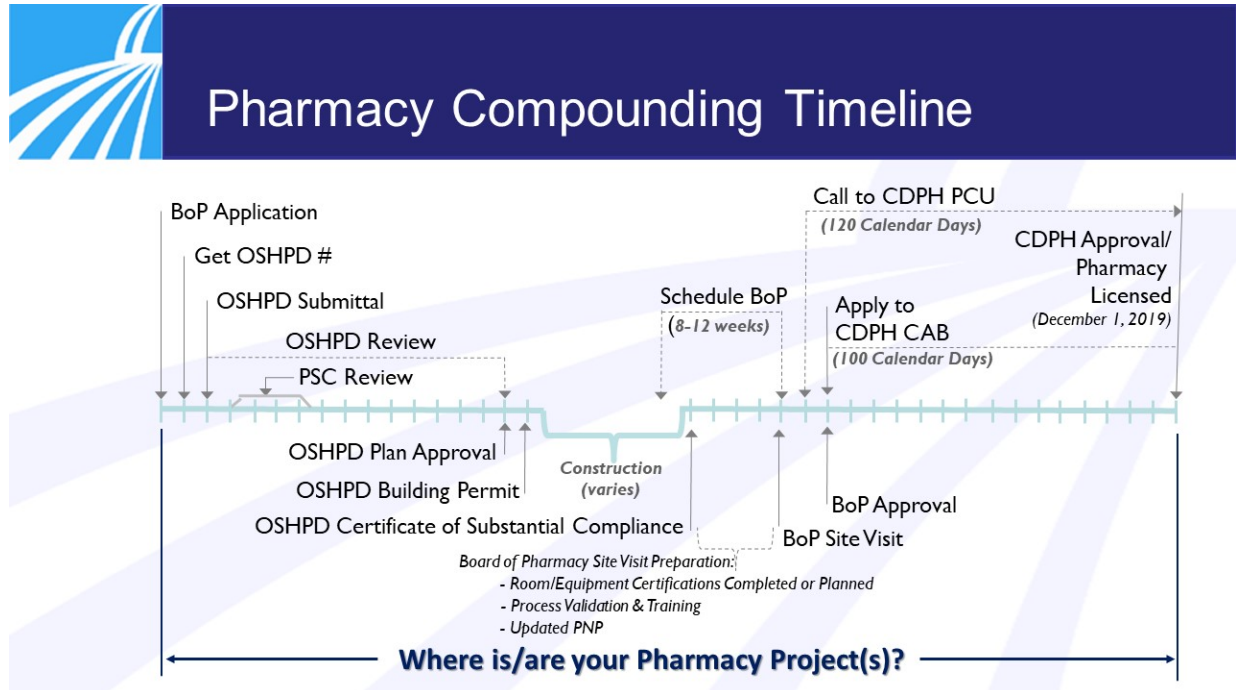 Pharmacy Compounding Timeline
BoP Application
Get OSHPD #
OSHPD Submittal
OSHPD Review
PSC Review
OSHPD Plan Approval
OSHPD Building Permit
OSHPD Certificate of Substantial Compliance
Construction
(varies)
Schedule BoP
(8-12 weeks)
Call to CDPH PCU
(120 Calendar Days)
Apply to
CDPH CAB
(100 Calendar Days)
CDPH Approval/
Pharmacy
Licensed
(December 1, 2019)
BoP Approval
BoP Site Visit
Board of Pharmacy Site Visit Preparation:
- Room/Equipment Certifications Completed or Planned
- Process Validation & Training
- Updated PNP
Where is/are your Pharmacy Project(s)?